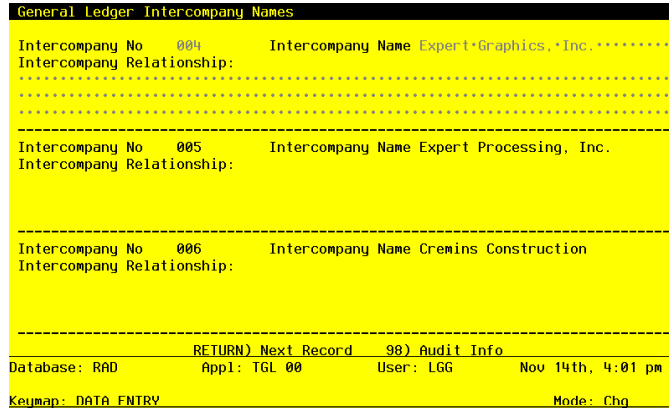 General Ledger Intercompany Names
Intercompany No 004 Intercompany Name Expert Graphics, Inc.
Intercompany Relationship:
Intercompany No 005 Intercompany Name Expert Processing, Inc.
Intercompany Relationship:
Intercompany No 006 Intercompany Name Cremins Construction
Intercompany Relationship:
RETURN) Next Record 98) Audit Info
Database: RAD Appl: TGL 00 User: LGG Nov 14th, 4:01 pm
Keymap: DATA ENTRY Mode: Chg